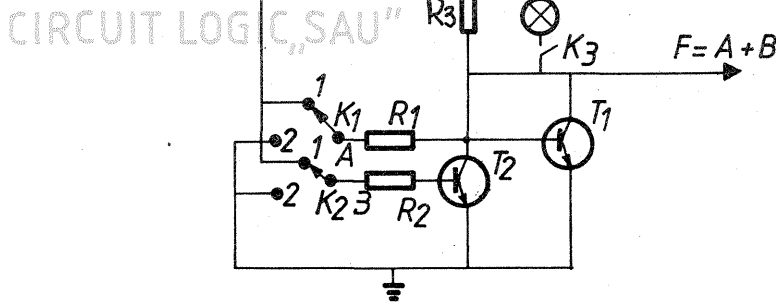 CIRCUIT LOGIC „SAU”
R3
K3
F=A+B
1
K1
R1
T1
2
1
A
T2
2
K2
3
R2